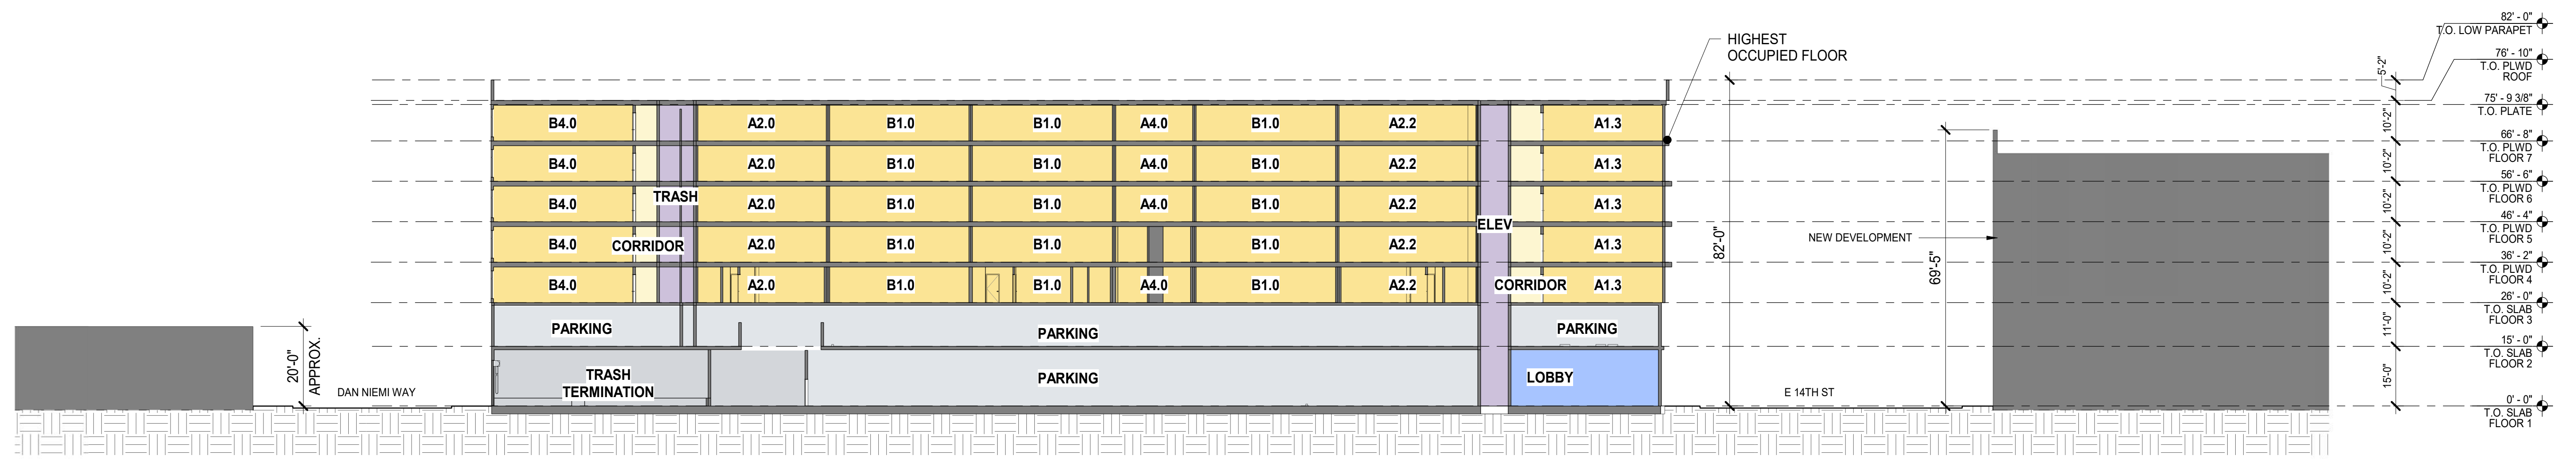 82' - 0"
T.O. LOW PARAPET
76' - 10"
T.O. PLWD
ROOF
75' - 9 3/8"
T.O. PLATE
66' - 8"
T.O. PLWD
FLOOR 7
56' - 6"
T.O. PLWD
FLOOR 6
46' - 4"
T.O. PLWD
FLOOR 5
36' - 2"
T.O. PLWD
FLOOR 4
26' - 0"
T.O. SLAB
FLOOR 3
15' - 0"
T.O. SLAB
FLOOR 2
0' - 0"
T.O. SLAB
FLOOR 1
5'-2"
10'-2"
10'-2"
10'-2"
10'-2"
10'-2"
11'-0"
15'-0"
HIGHEST
OCCUPIED FLOOR
B4.0 A2.0 B1.0 B1.0 A4.0 B1.0 A2.2 A1.3
B4.0 A2.0 B1.0 B1.0 A4.0 B1.0 A2.2 A1.3
TRASH
B4.0 A2.0 B1.0 B1.0 A4.0 B1.0 A2.2 A1.3
ELEV
B4.0 CORRIDOR A2.0 B1.0 B1.0 A4.0 B1.0 A2.2 A1.3
B4.0 A2.0 B1.0 B1.0 A4.0 B1.0 A2.2 CORRIDOR A1.3
PARKING PARKING PARKING
TRASH
TERMINATION
PARKING
LOBBY
20'-0"
APPROX.
DAN NIEMI WAY
82'-0"
E 14TH ST
69'-5"
NEW DEVELOPMENT